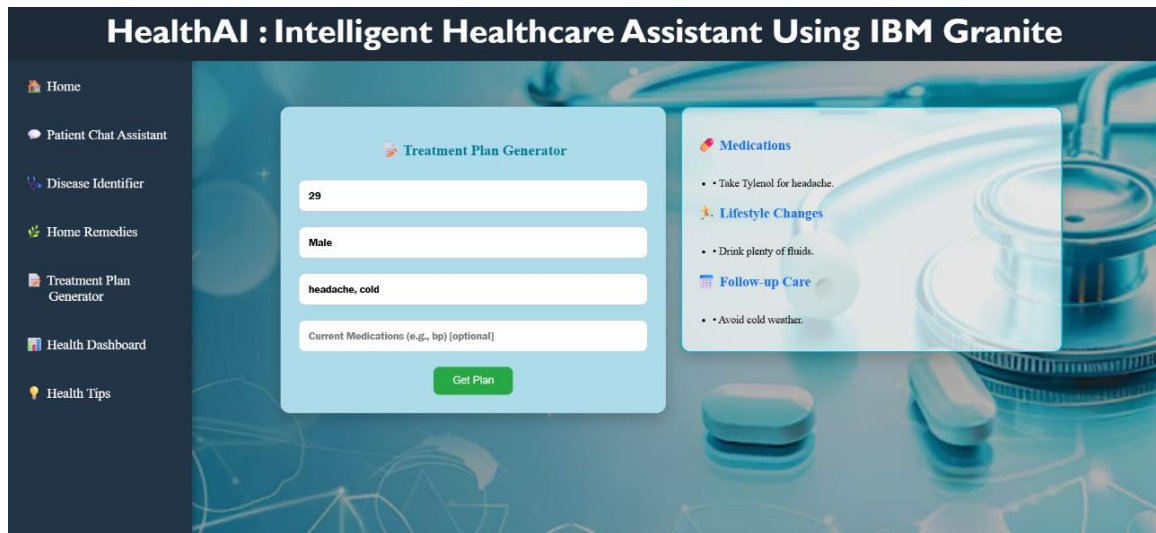 HealthAI : Intelligent Healthcare Assistant Using IBM Granite
🏠 Home
💬 Patient Chat Assistant
🩺 Disease Identifier
🌿 Home Remedies
📝 Treatment Plan
Generator
📊 Health Dashboard
💡 Health Tips
📝 Treatment Plan Generator
29
Male
headache, cold
Current Medications (e.g., bp) [optional]
Get Plan
💊 Medications
• • Take Tylenol for headache.
🏃 Lifestyle Changes
• • Drink plenty of fluids.
📅 Follow-up Care
• • Avoid cold weather.